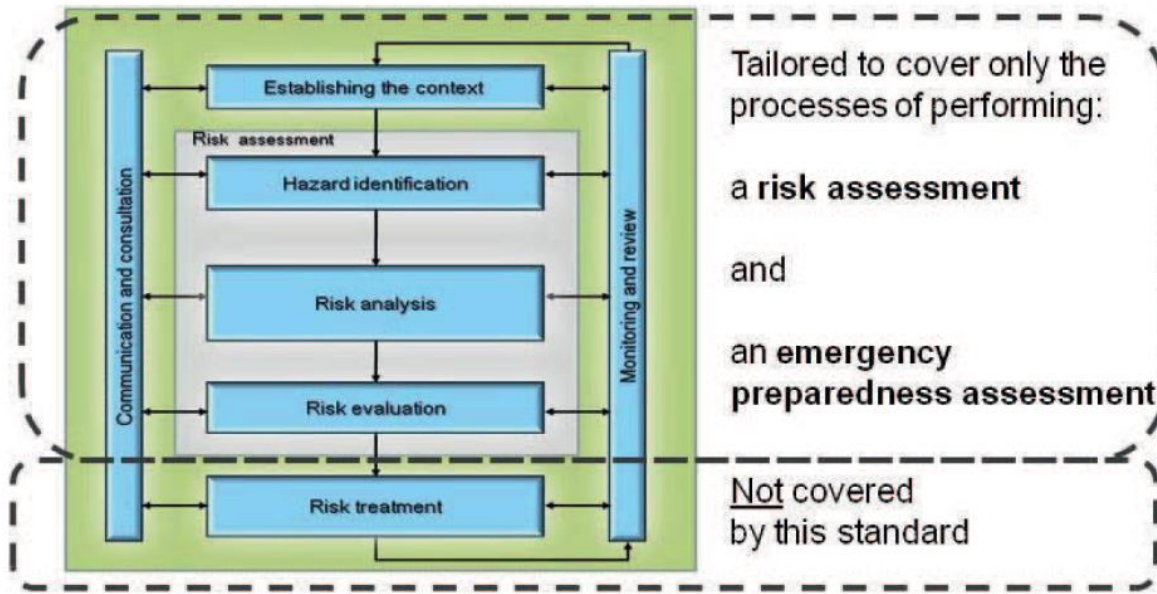 Establishing the context
Risk assessment
Hazard identification
Risk analysis
Risk evaluation
Risk treatment
Communication and consultation
Monitoring and review
Tailored to cover only the
processes of performing:
a risk assessment
and
an emergency
preparedness assessment
Not covered
by this standard